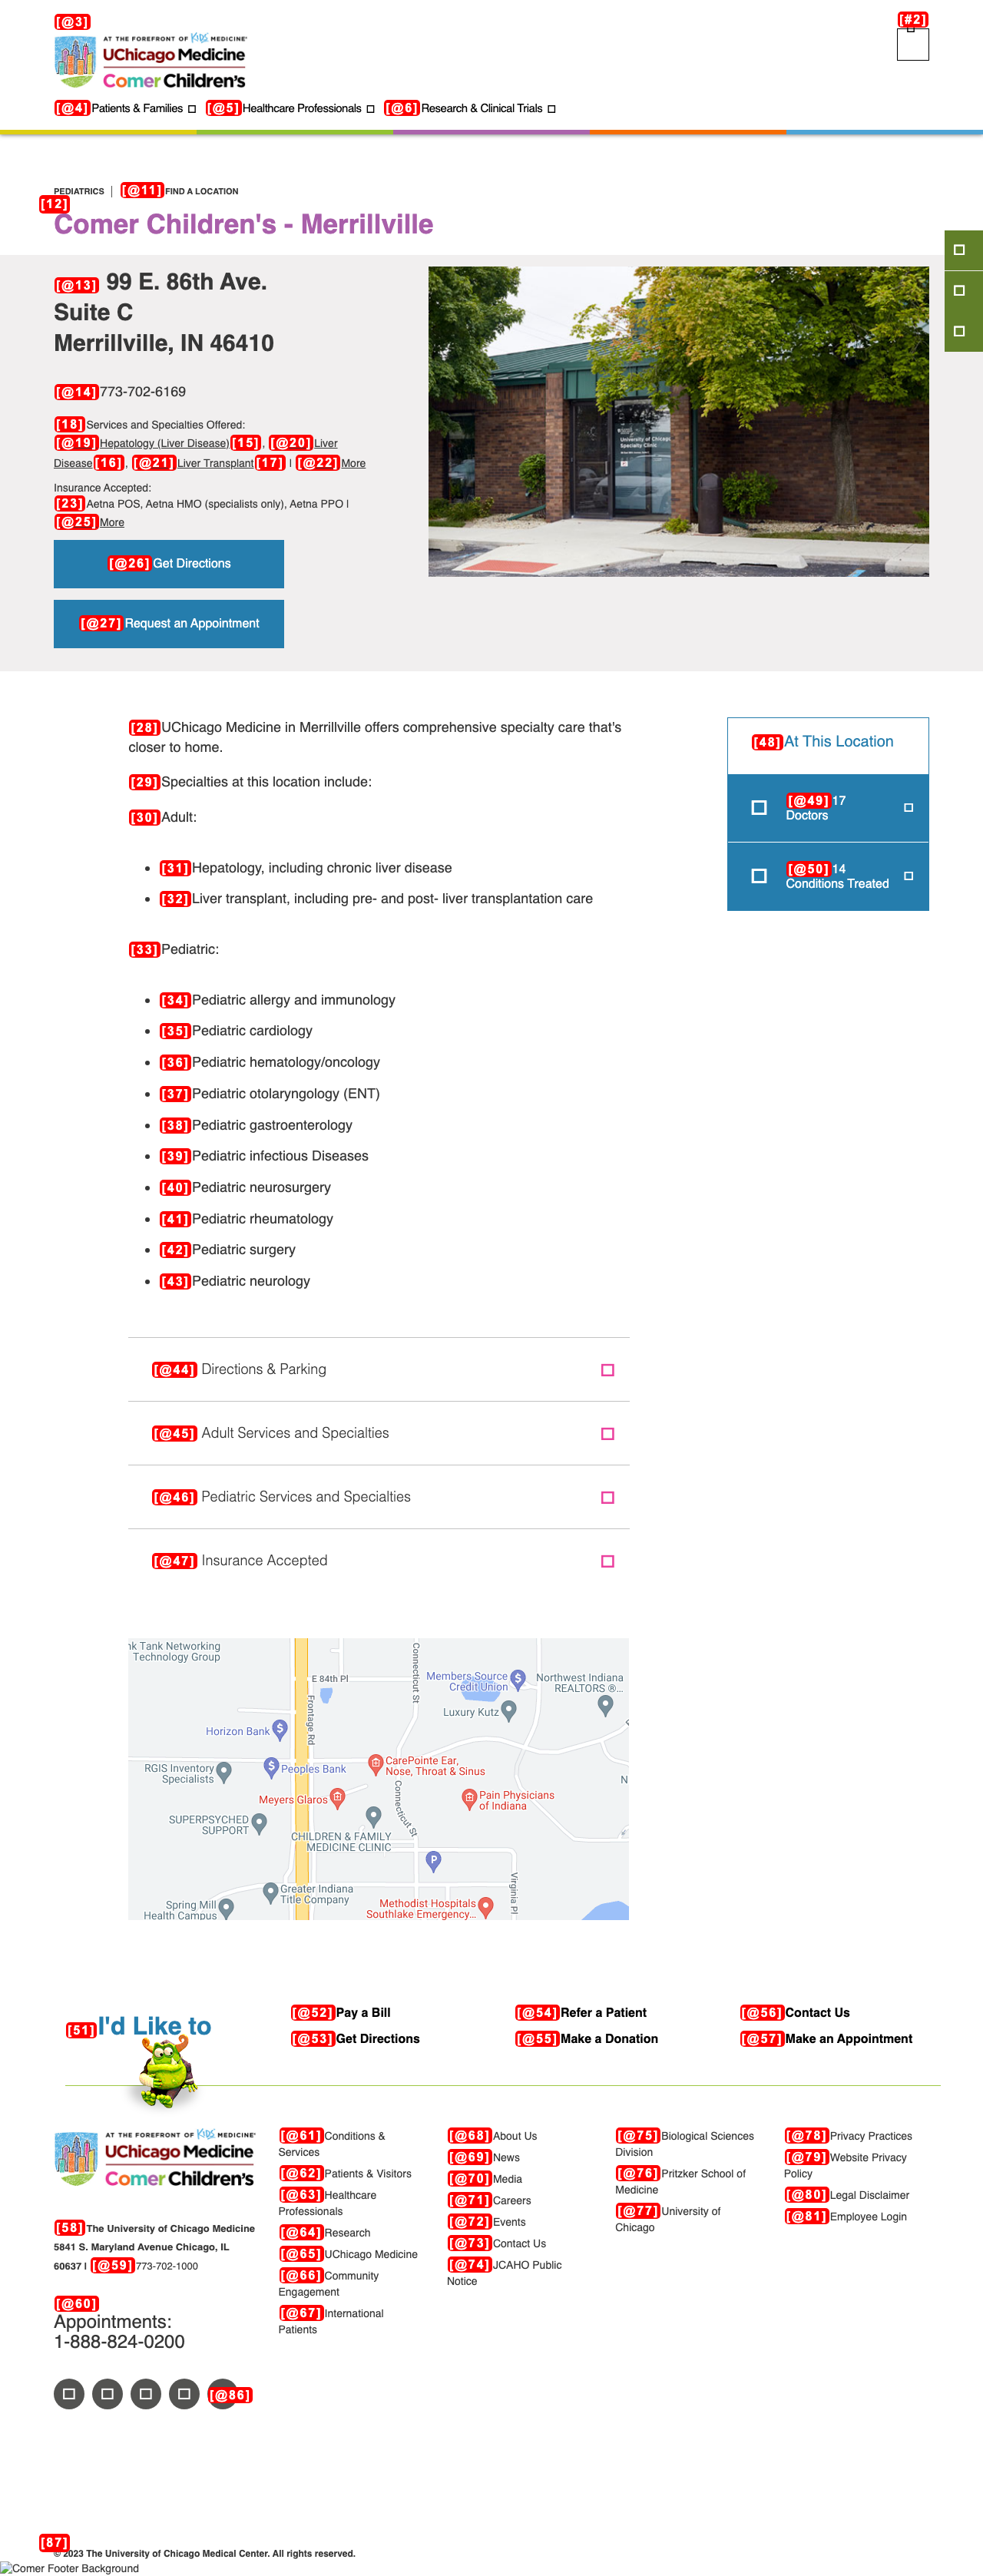 [@3]
[#2]
AT THE FOREFRONT OF KIDS MEDICINE®
UChicago Medicine
Comer Children's
[@4] Patients & Families
[@5] Healthcare Professionals
[@6] Research & Clinical Trials
PEDIATRICS | [@11] FIND A LOCATION
[12]
Comer Children's - Merrillville
[@13] 99 E. 86th Ave.
Suite C
Merrillville, IN 46410
[@14] 773-702-6169
[18] Services and Specialties Offered:
[@19] Hepatology (Liver Disease) [15], [@20] Liver
Disease [16], [@21] Liver Transplant [17] | [@22] More
Insurance Accepted:
[23] Aetna POS, Aetna HMO (specialists only), Aetna PPO |
[@25] More
[@26] Get Directions
[@27] Request an Appointment
University of Chicago
Specialty Clinic
[28] UChicago Medicine in Merrillville offers comprehensive specialty care that's
closer to home.
[29] Specialties at this location include:
[30] Adult:
[31] Hepatology, including chronic liver disease
[32] Liver transplant, including pre- and post- liver transplantation care
[33] Pediatric:
[34] Pediatric allergy and immunology
[35] Pediatric cardiology
[36] Pediatric hematology/oncology
[37] Pediatric otolaryngology (ENT)
[38] Pediatric gastroenterology
[39] Pediatric infectious Diseases
[40] Pediatric neurosurgery
[41] Pediatric rheumatology
[42] Pediatric surgery
[43] Pediatric neurology
[48] At This Location
[@49] 17
Doctors
[@50] 14
Conditions Treated
[@44] Directions & Parking
[@45] Adult Services and Specialties
[@46] Pediatric Services and Specialties
[@47] Insurance Accepted
nk Tank Networking
Technology Group
E 84th Pl
Frontage Rd
Connecticut St
Members Source
Credit Union
Northwest Indiana
REALTORS ®...
Luxury Kutz
Horizon Bank
RGIS Inventory
Specialists
Peoples Bank
CarePointe Ear,
Nose, Throat & Sinus
N
Meyers Glaros
Connecticut St
Pain Physicians
of Indiana
SUPERPSYCHED
SUPPORT
CHILDREN & FAMILY
MEDICINE CLINIC
P
Greater Indiana
Title Company
Virginia Pl
Spring Mill
Health Campus
Methodist Hospitals
Southlake Emergency...
[51] I'd Like to
[@52] Pay a Bill
[@53] Get Directions
[@54] Refer a Patient
[@55] Make a Donation
[@56] Contact Us
[@57] Make an Appointment
AT THE FOREFRONT OF KIDS MEDICINE®
UChicago Medicine
Comer Children's
[58] The University of Chicago Medicine
5841 S. Maryland Avenue Chicago, IL
60637 | [@59] 773-702-1000
[@60]
Appointments:
1-888-824-0200
[@86]
[@61] Conditions &
Services
[@62] Patients & Visitors
[@63] Healthcare
Professionals
[@64] Research
[@65] UChicago Medicine
[@66] Community
Engagement
[@67] International
Patients
[@68] About Us
[@69] News
[@70] Media
[@71] Careers
[@72] Events
[@73] Contact Us
[@74] JCAHO Public
Notice
[@75] Biological Sciences
Division
[@76] Pritzker School of
Medicine
[@77] University of
Chicago
[@78] Privacy Practices
[@79] Website Privacy
Policy
[@80] Legal Disclaimer
[@81] Employee Login
[87]
© 2023 The University of Chicago Medical Center. All rights reserved.
Comer Footer Background